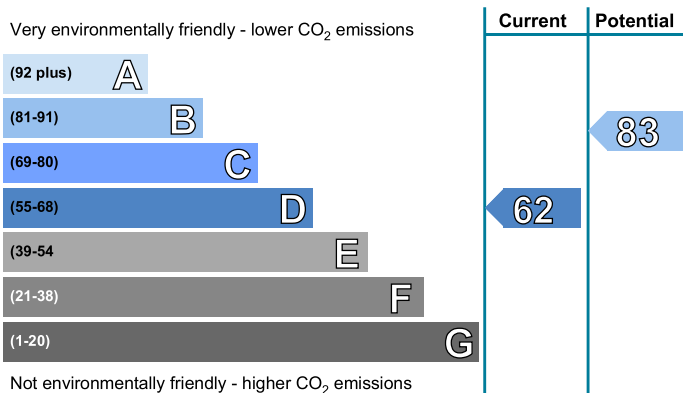 Current Potential
Very environmentally friendly - lower CO2 emissions
(92 plus) A
(81-91) B
83
(69-80) C
(55-68) D 62
(39-54 E
(21-38) F
(1-20) G
Not environmentally friendly - higher CO2 emissions